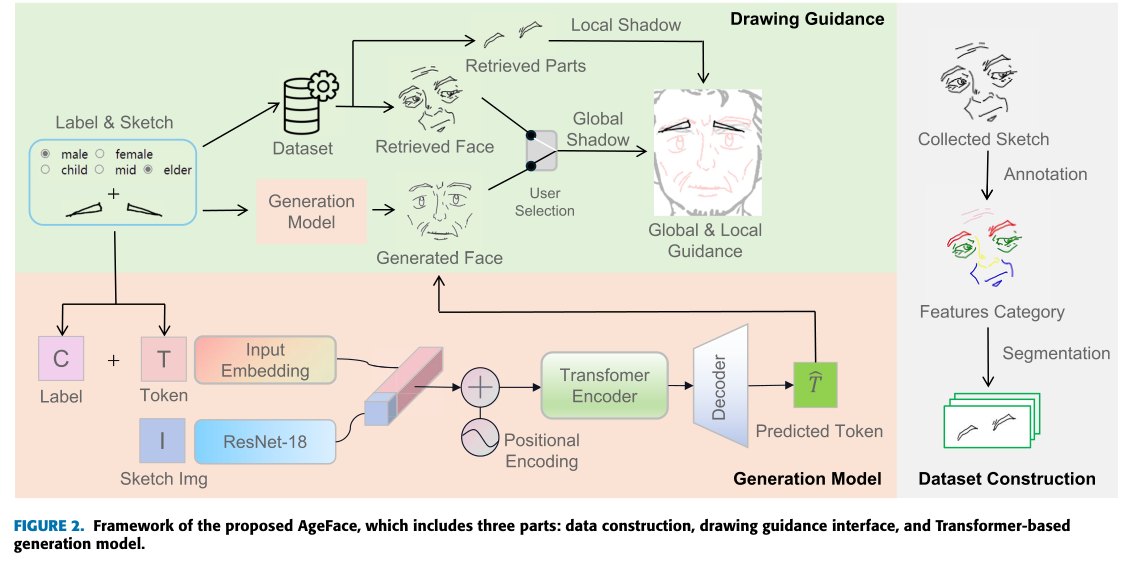 Drawing Guidance
Local Shadow
Retrieved Parts
Label & Sketch
male
female
child
mid
elder
+
Dataset
Retrieved Face
Global
Shadow
User
Selection
Generation
Model
Generated Face
Global & Local
Guidance
C
+
T
Label
Token
Input
Embedding
I
ResNet-18
Sketch Img
Positional
Encoding
Transfomer
Encoder
Decoder
T̂
Predicted Token
Generation Model
Collected Sketch
Annotation
Features Category
Segmentation
Dataset Construction
FIGURE 2. Framework of the proposed AgeFace, which includes three parts: data construction, drawing guidance interface, and Transformer-based
generation model.